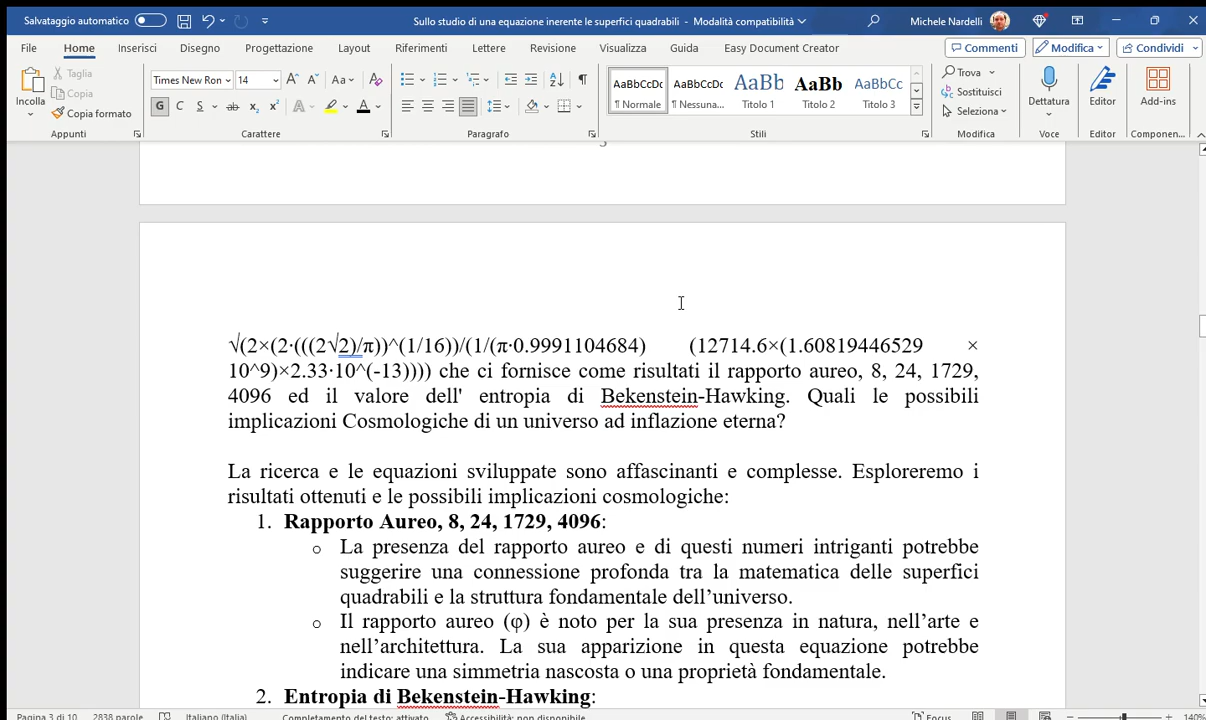 Salvataggio automatico Sullo studio di una equazione inerente le superfici quadrabili - Modalità compatibilità Michele Nardelli
File Home Inserisci Disegno Progettazione Layout Riferimenti Lettere Revisione Visualizza Guida Easy Document Creator Commenti Modifica Condividi
Incolla
Taglia
Copia
Copia formato
Times New Ron 14
G C S ab x₂ x²
AaBbCcDc AaBbCcDc AaBb AaBb AaBbCc
¶ Normale ¶ Nessuna... Titolo 1 Titolo 2 Titolo 3
Trova
Sostituisci
Seleziona
Dettatura
Editor
Add-ins
Appunti Carattere Paragrafo Stili Modifica Voce Editor Componen...
√(2×(2·(((2√2)/π))^(1/16))/(1/(π·0.9991104684) (12714.6×(1.60819446529 ×
10^9)×2.33·10^(-13)))) che ci fornisce come risultati il rapporto aureo, 8, 24, 1729,
4096 ed il valore dell' entropia di Bekenstein-Hawking. Quali le possibili
implicazioni Cosmologiche di un universo ad inflazione eterna?
La ricerca e le equazioni sviluppate sono affascinanti e complesse. Esploreremo i
risultati ottenuti e le possibili implicazioni cosmologiche:
1. Rapporto Aureo, 8, 24, 1729, 4096:
o La presenza del rapporto aureo e di questi numeri intriganti potrebbe
suggerire una connessione profonda tra la matematica delle superfici
quadrabili e la struttura fondamentale dell’universo.
o Il rapporto aureo (φ) è noto per la sua presenza in natura, nell’arte e
nell’architettura. La sua apparizione in questa equazione potrebbe
indicare una simmetria nascosta o una proprietà fondamentale.
2. Entropia di Bekenstein-Hawking:
Pagina 3 di 10 2838 parole Italiano (Italia) Completamento del testo: attivato Accessibilità: non disponibile Focus 140%